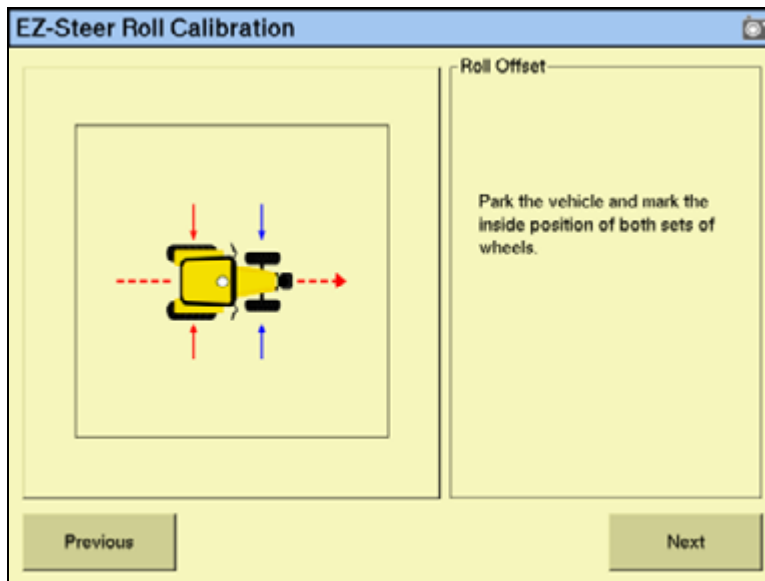 EZ-Steer Roll Calibration
Roll Offset
Park the vehicle and mark the
inside position of both sets of
wheels.
Previous
Next